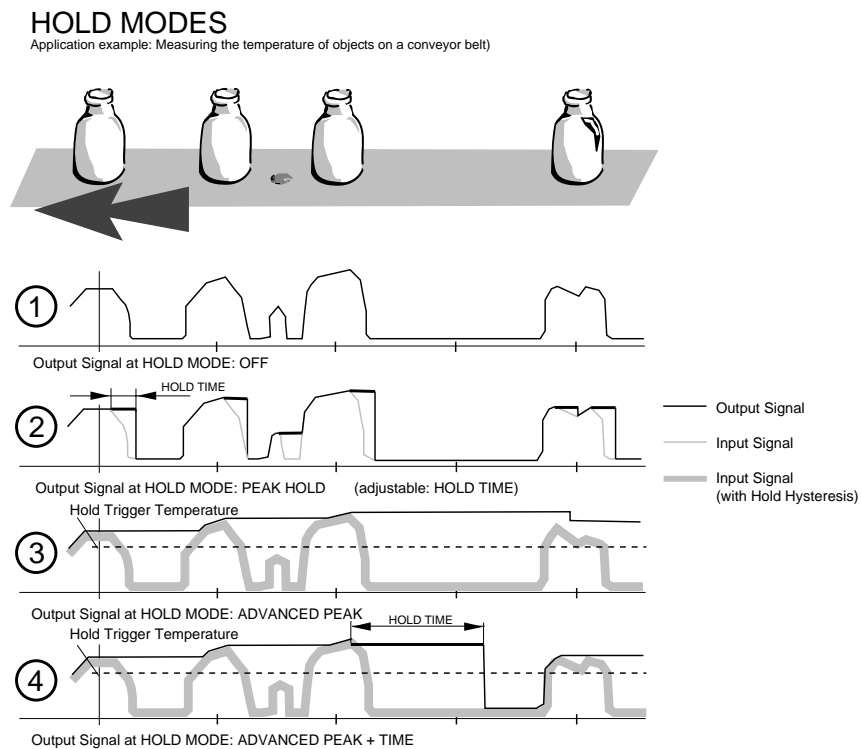 HOLD MODES
Application example: Measuring the temperature of objects on a conveyor belt)
1
Output Signal at HOLD MODE: OFF
HOLD TIME
2
Output Signal
Input Signal
Input Signal
(with Hold Hysteresis)
Output Signal at HOLD MODE: PEAK HOLD (adjustable: HOLD TIME)
Hold Trigger Temperature
3
Output Signal at HOLD MODE: ADVANCED PEAK
HOLD TIME
Hold Trigger Temperature
4
Output Signal at HOLD MODE: ADVANCED PEAK + TIME